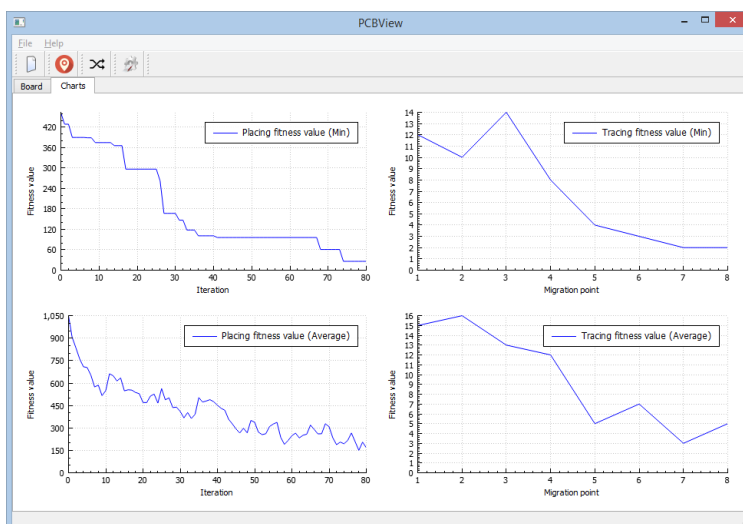 PCBView
File Help
Board Charts
Placing fitness value (Min)
Fitness value
420
360
300
240
180
120
60
0
0 10 20 30 40 50 60 70 80
Iteration
Tracing fitness value (Min)
Fitness value
14
13
12
11
10
9
8
7
6
5
4
3
2
1
0
1 2 3 4 5 6 7 8
Migration point
Placing fitness value (Average)
Fitness value
1,050
900
750
600
450
300
150
0
0 10 20 30 40 50 60 70 80
Iteration
Tracing fitness value (Average)
Fitness value
16
15
14
13
12
11
10
9
8
7
6
5
4
3
2
1
0
1 2 3 4 5 6 7 8
Migration point